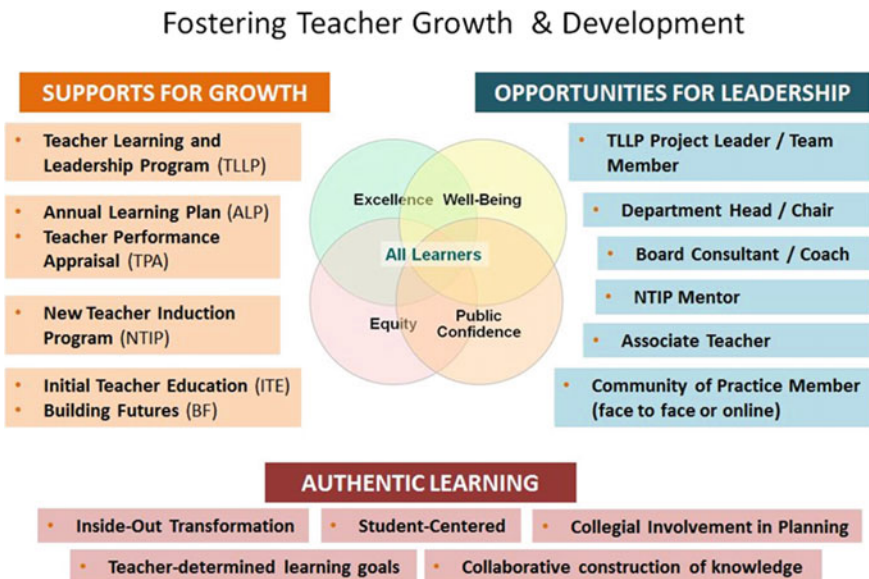 Fostering Teacher Growth & Development
SUPPORTS FOR GROWTH
• Teacher Learning and
Leadership Program (TLLP)
• Annual Learning Plan (ALP)
• Teacher Performance
Appraisal (TPA)
• New Teacher Induction
Program (NTIP)
• Initial Teacher Education (ITE)
• Building Futures (BF)
Excellence
Well-Being
All Learners
Equity
Public
Confidence
OPPORTUNITIES FOR LEADERSHIP
• TLLP Project Leader / Team
Member
• Department Head / Chair
• Board Consultant / Coach
• NTIP Mentor
• Associate Teacher
• Community of Practice Member
(face to face or online)
AUTHENTIC LEARNING
• Inside-Out Transformation
• Student-Centered
• Collegial Involvement in Planning
• Teacher-determined learning goals
• Collaborative construction of knowledge